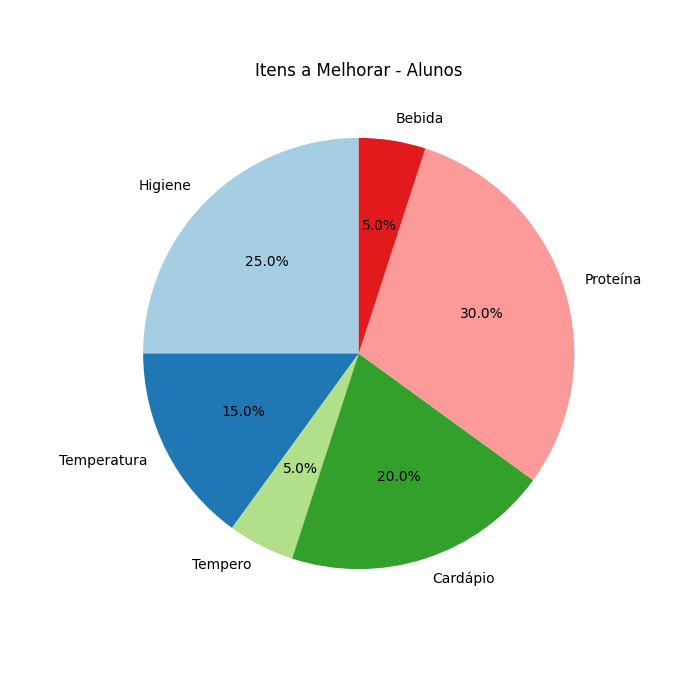 Itens a Melhorar - Alunos
Bebida
Higiene
5.0%
25.0%
Proteína
30.0%
15.0%
Temperatura
5.0%
20.0%
Tempero
Cardápio